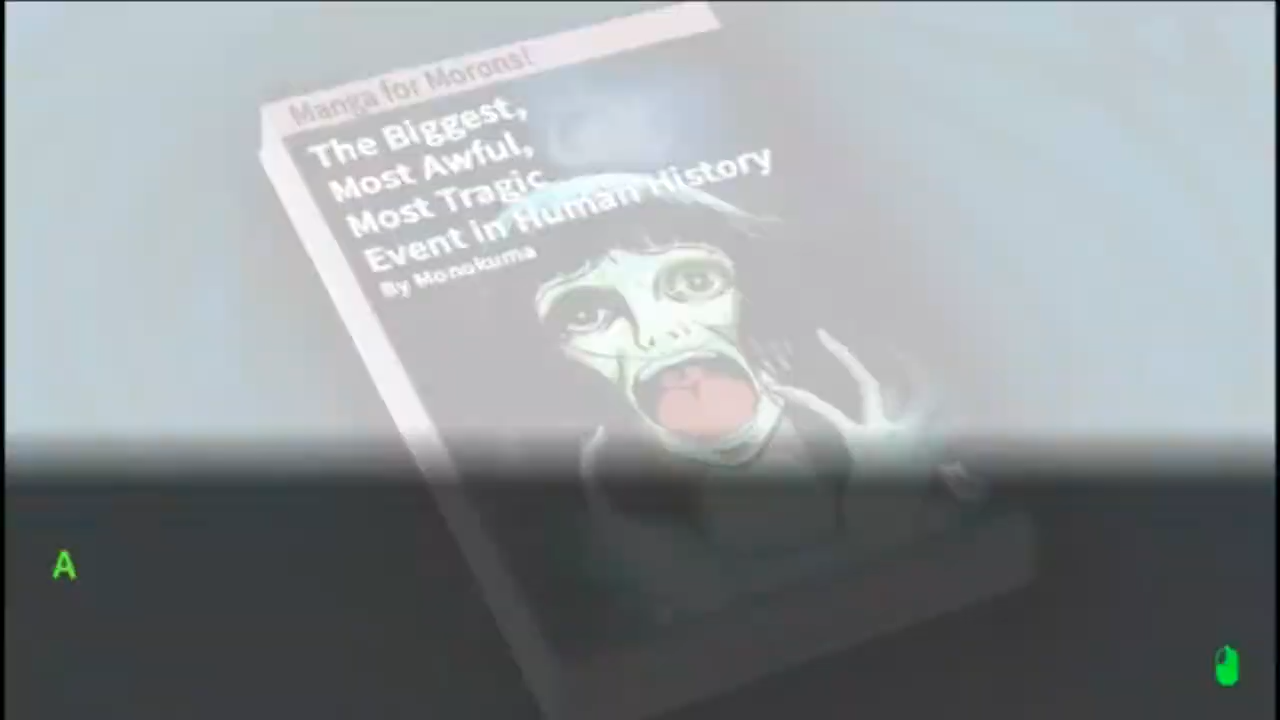 Manga for Morons!
The Biggest,
Most Awful,
Most Tragic
Event in Human History
By Monokuma
A